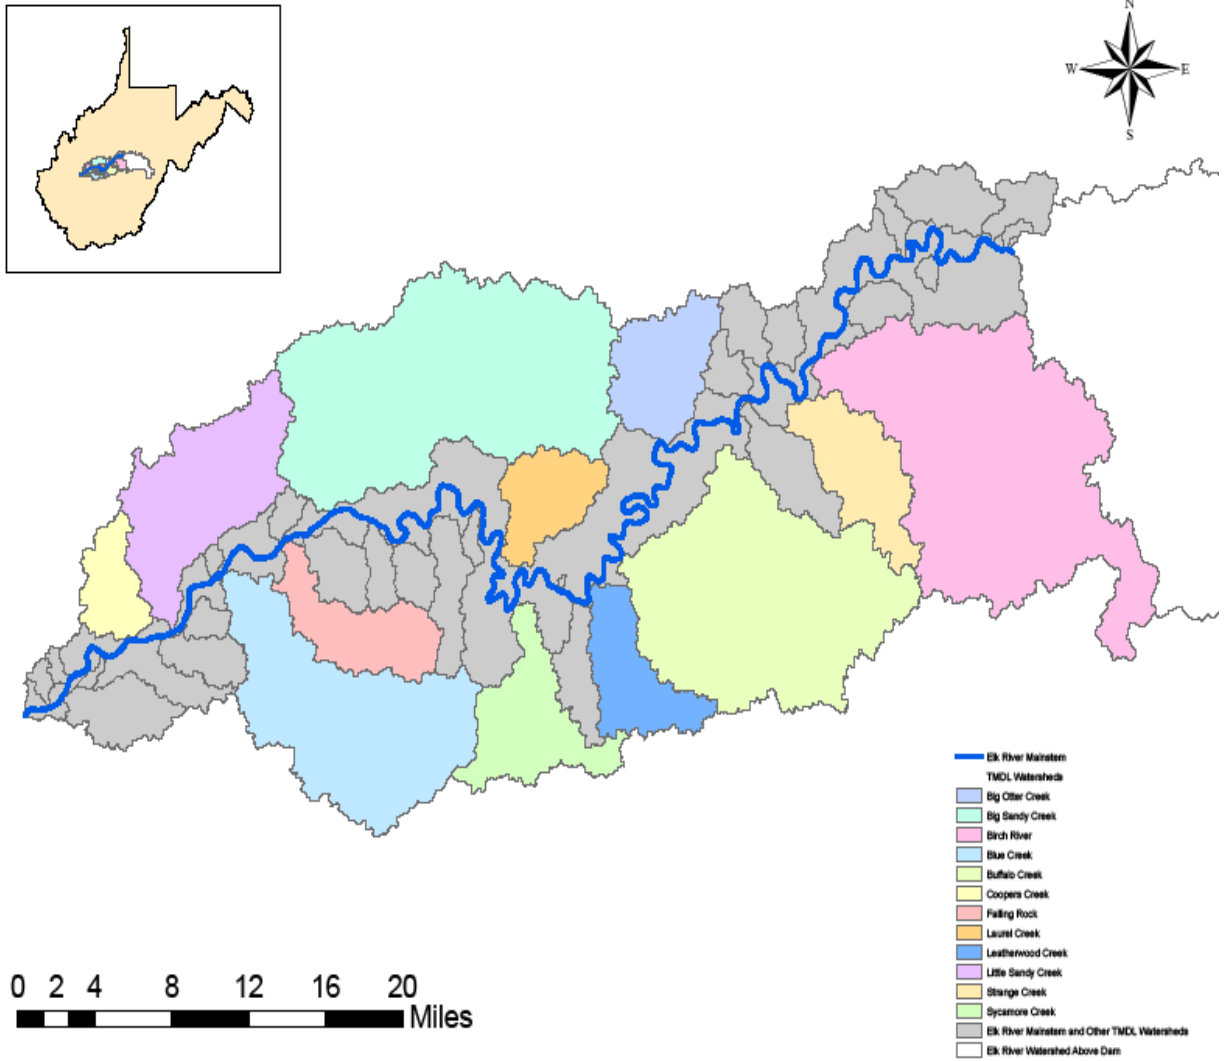 N
W E
S
Elk River Mainstem
TMDL Watersheds
Big Otter Creek
Big Sandy Creek
Birch River
Blue Creek
Buffalo Creek
Coopers Creek
Falling Rock
Laurel Creek
Leatherwood Creek
Little Sandy Creek
Strange Creek
Sycamore Creek
Elk River Mainstem and Other TMDL Watersheds
Elk River Watershed Above Dam
0 2 4 8 12 16 20
Miles